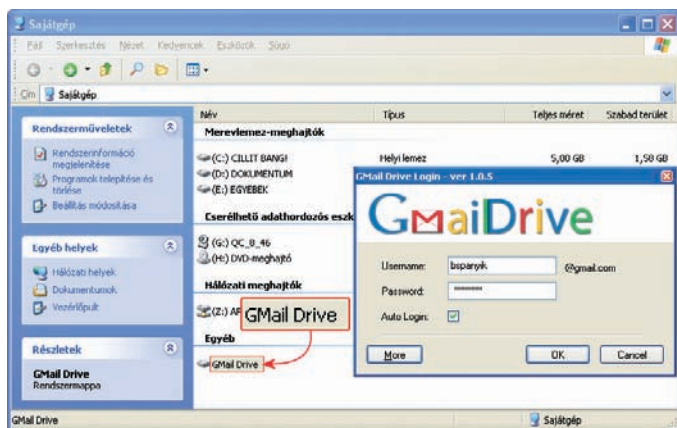 Sajátgép
Fájl Szerkesztés Nézet Kedvencek Eszközök Súgó
Cím Sajátgép
Név Típus Teljes méret Szabad terület
Rendszerműveletek
Rendszerinformáció megjelenítése
Programok telepítése és törlése
Beállítás módosítása
Egyéb helyek
Hálózati helyek
Dokumentumok
Vezérlőpult
Részletek
GMail Drive
Rendszermappa
Merevlemez-meghajtók
(C:) CILLIT BANG! Helyi lemez 5,00 GB 1,58 GB
(D:) DOKUMENTUM
(E:) EGYEBEK
Cserélhető adathordozós eszk
(G:) QC_8_46
(H:) DVD-meghajtó
Hálózati meghajtók
(Z:) AP
GMail Drive
Egyéb
GMail Drive
GMail Drive Login - ver 1.0.5
GMaiDrive
Username: bspanyik @gmail.com
Password: ********
Auto Login:
More OK Cancel
GMail Drive Sajátgép